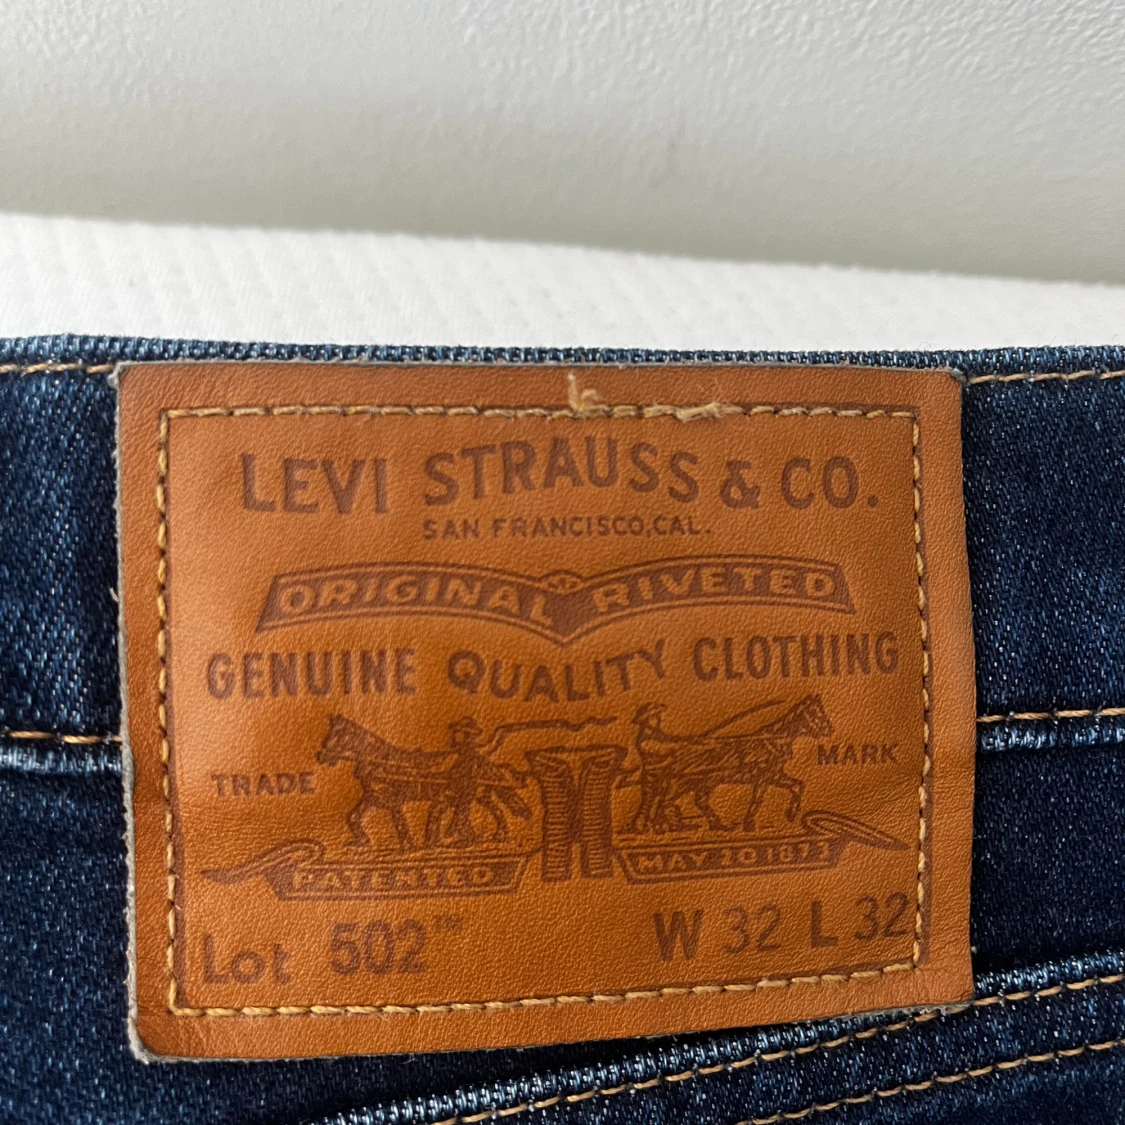 LEVI STRAUSS & CO.
SAN FRANCISCO, CAL.
ORIGINAL RIVETED
GENUINE QUALITY CLOTHING
TRADE MARK
PATENTED MAY 20 1873
Lot 502™ W 32 L 32